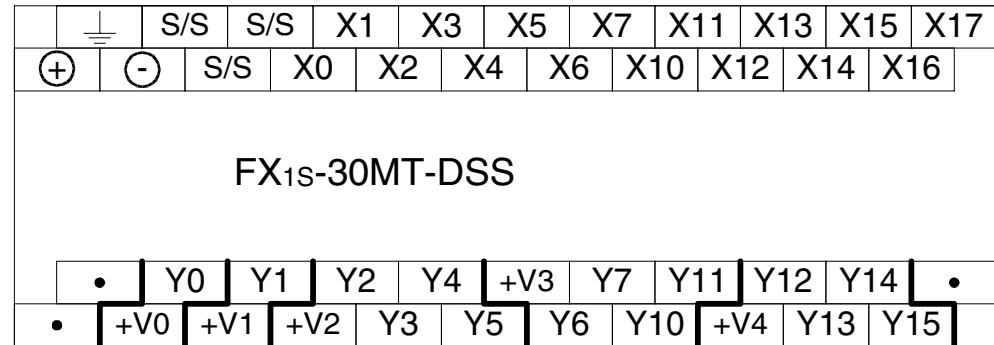 S/S S/S X1 X3 X5 X7 X11 X13 X15 X17
+ - S/S X0 X2 X4 X6 X10 X12 X14 X16
FX1S-30MT-DSS
• Y0 Y1 Y2 Y4 +V3 Y7 Y11 Y12 Y14 •
• +V0 +V1 +V2 Y3 Y5 Y6 Y10 +V4 Y13 Y15